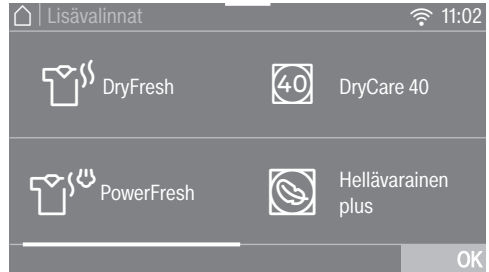 Lisävalinnat
11:02
DryFresh
40
DryCare 40
PowerFresh
Hellävarainen
plus
OK